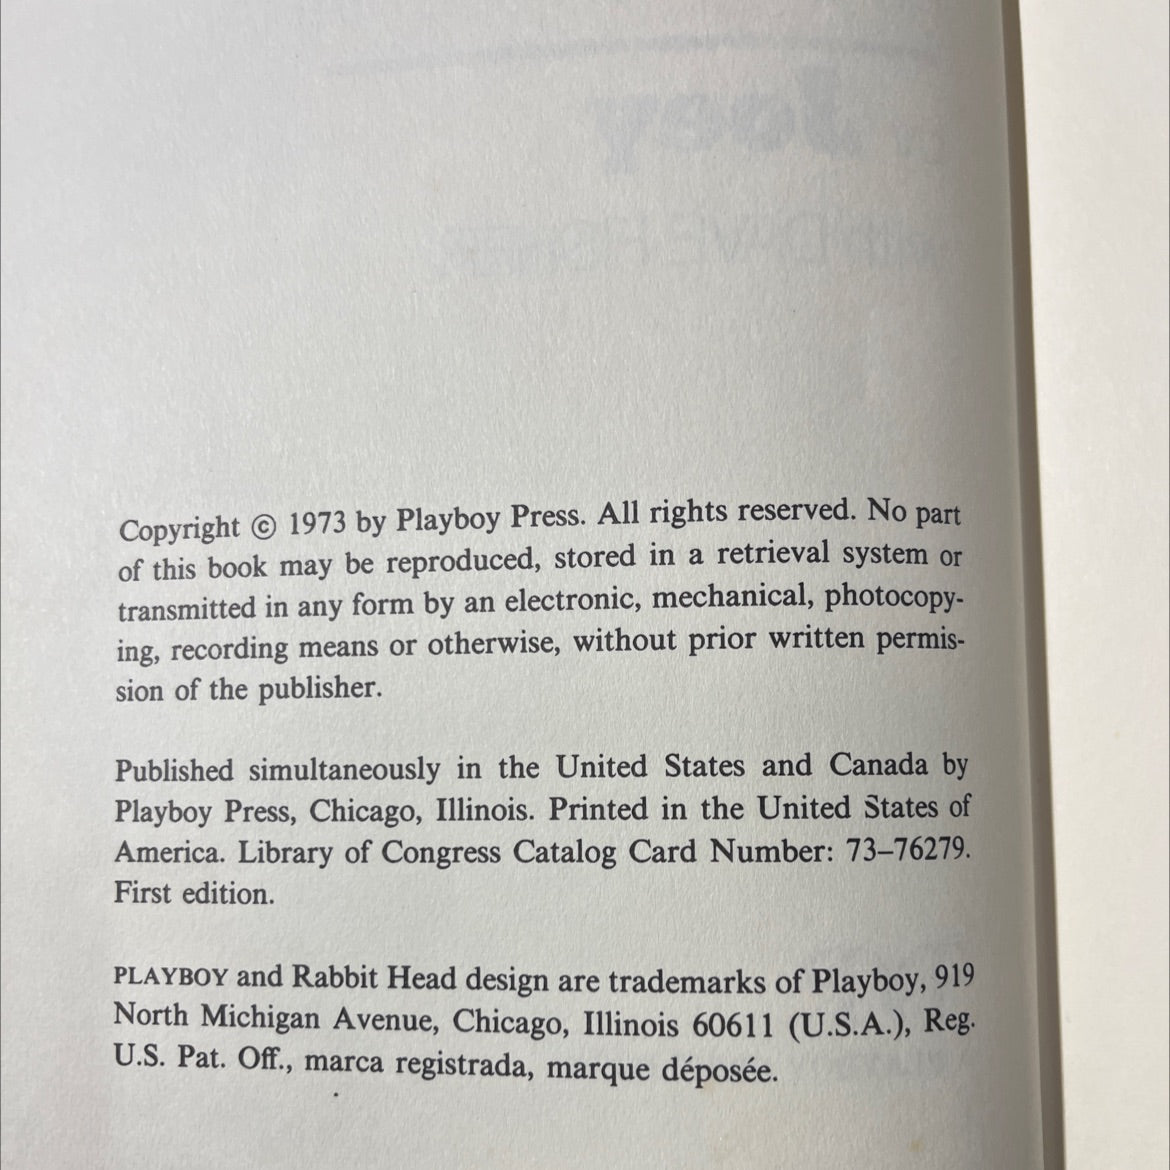 Joey
Copyright © 1973 by Playboy Press. All rights reserved. No part
of this book may be reproduced, stored in a retrieval system or
transmitted in any form by an electronic, mechanical, photocopy-
ing, recording means or otherwise, without prior written permis-
sion of the publisher.
Published simultaneously in the United States and Canada by
Playboy Press, Chicago, Illinois. Printed in the United States of
America. Library of Congress Catalog Card Number: 73–76279.
First edition.
PLAYBOY and Rabbit Head design are trademarks of Playboy, 919
North Michigan Avenue, Chicago, Illinois 60611 (U.S.A.), Reg.
U.S. Pat. Off., marca registrada, marque déposée.